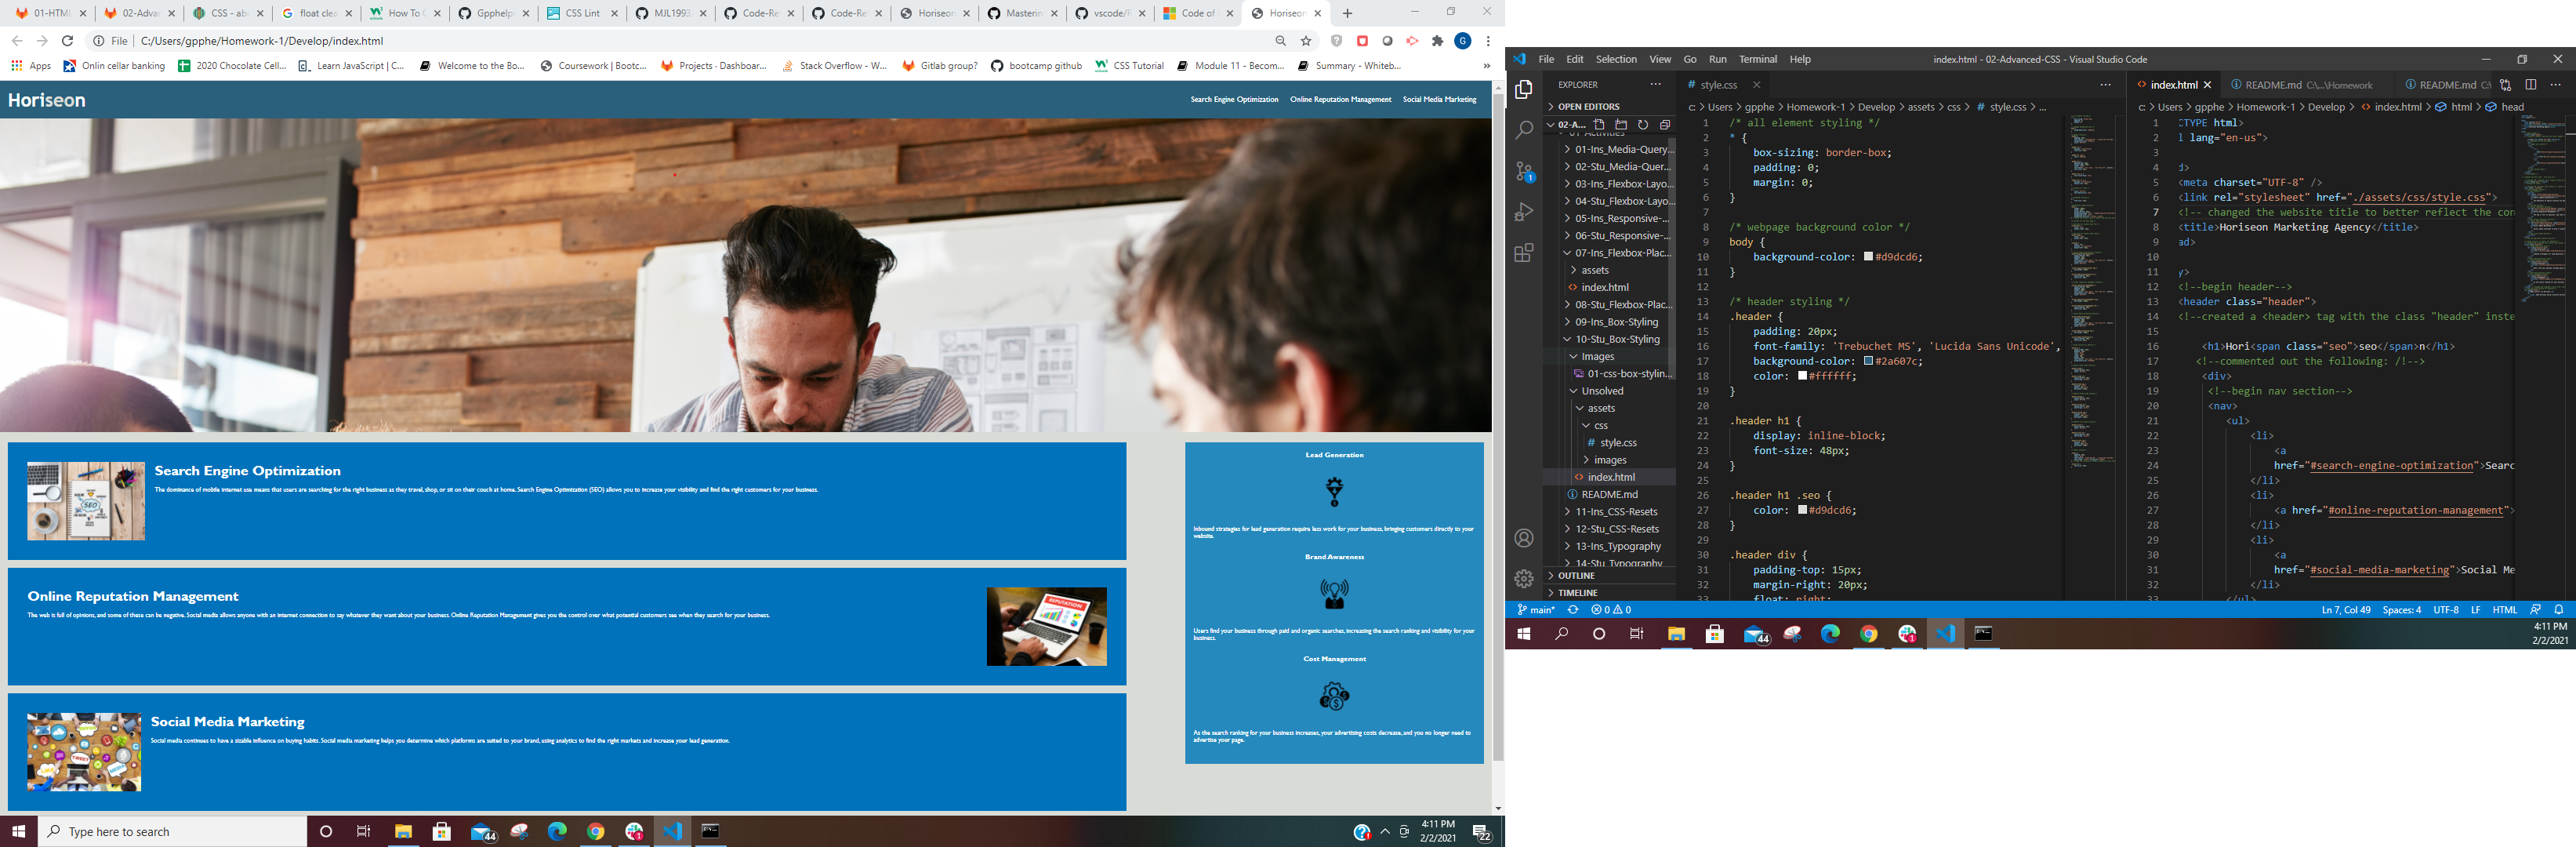 01-HTML
02-Advan
CSS - ab
float clea
How To C
Gpphelp
CSS Lint
MJL1993
Code-Re
Code-Re
Horiseon
Masterin
vscode/
Code of
Horiseon
File | C:/Users/gpphe/Homework-1/Develop/index.html
Apps
Onlin cellar banking
2020 Chocolate Cell...
Learn JavaScript | C...
Welcome to the Bo...
Coursework | Bootc...
Projects · Dashboar...
Stack Overflow - W...
Gitlab group?
bootcamp github
CSS Tutorial
Module 11 - Becom...
Summary - Whiteb...
Horiseon
Search Engine Optimization
Online Reputation Management
Social Media Marketing
Search Engine Optimization
The dominance of mobile internet use means that users are searching for the right business as they travel, shop, or sit on their couch at home. Search Engine Optimization (SEO) allows you to increase your visibility and find the right customers for your business.
Online Reputation Management
The web is full of opinions, and some of these can be negative. Social media allows anyone with an internet connection to say whatever they want about your business. Online Reputation Management gives you the control over what potential customers see when they search for your business.
Social Media Marketing
Social media continues to have a sizable influence on buying habits. Social media marketing helps you determine which platforms are suited to your brand, using analytics to find the right markets and increase your lead generation.
Lead Generation
Inbound strategies for lead generation require less work for your business, bringing customers directly to your
website.
Brand Awareness
Users find your business through paid and organic searches, increasing the search ranking and visibility for your
business.
Cost Management
As the search ranking for your business increases, your advertising costs decrease, and you no longer need to
advertise your page.
Type here to search
44
4:11 PM
2/2/2021
22
File Edit Selection View Go Run Terminal Help
index.html - 02-Advanced-CSS - Visual Studio Code
EXPLORER
OPEN EDITORS
02-A...
01-Activities
01-Ins_Media-Query...
02-Stu_Media-Quer...
03-Ins_Flexbox-Layo...
04-Stu_Flexbox-Layo...
05-Ins_Responsive-...
06-Stu_Responsive-...
07-Ins_Flexbox-Plac...
assets
index.html
08-Stu_Flexbox-Plac...
09-Ins_Box-Styling
10-Stu_Box-Styling
Images
01-css-box-stylin...
Unsolved
assets
css
style.css
images
index.html
README.md
11-Ins_CSS-Resets
12-Stu_CSS-Resets
13-Ins_Typography
14-Stu_Typography
OUTLINE
TIMELINE
style.css
c: > Users > gpphe > Homework-1 > Develop > assets > css > # style.css > ...
1 /* all element styling */
2 * {
3 box-sizing: border-box;
4 padding: 0;
5 margin: 0;
6 }
7
8 /* webpage background color */
9 body {
10 background-color: #d9dcd6;
11 }
12
13 /* header styling */
14 .header {
15 padding: 20px;
16 font-family: 'Trebuchet MS', 'Lucida Sans Unicode',
17 background-color: #2a607c;
18 color: #ffffff;
19 }
20
21 .header h1 {
22 display: inline-block;
23 font-size: 48px;
24 }
25
26 .header h1 .seo {
27 color: #d9dcd6;
28 }
29
30 .header div {
31 padding-top: 15px;
32 margin-right: 20px;
33 float: right;
index.html
README.md C:\...\Homework
README.md C:\
c: > Users > gpphe > Homework-1 > Develop > index.html > html > head
1 CTYPE html>
2 l lang="en-us">
3
4 d>
5 <meta charset="UTF-8" />
6 <link rel="stylesheet" href="./assets/css/style.css">
7 <!-- changed the website title to better reflect the con
8 <title>Horiseon Marketing Agency</title>
9 ad>
10
11 y>
12 <!--begin header-->
13 <header class="header">
14 <!--created a <header> tag with the class "header" inste
15
16 <h1>Hori<span class="seo">seo</span>n</h1>
17 <!--commented out the following: /!-->
18 <div>
19 <!--begin nav section-->
20 <nav>
21 <ul>
22 <li>
23 <a
24 href="#search-engine-optimization">Searc
25 </li>
26 <li>
27 <a href="#online-reputation-management">
28 </li>
29 <li>
30 <a
31 href="#social-media-marketing">Social Me
32 </li>
33 </ul>
main*
0 0
Ln 7, Col 49
Spaces: 4
UTF-8
LF
HTML
44
4:11 PM
2/2/2021